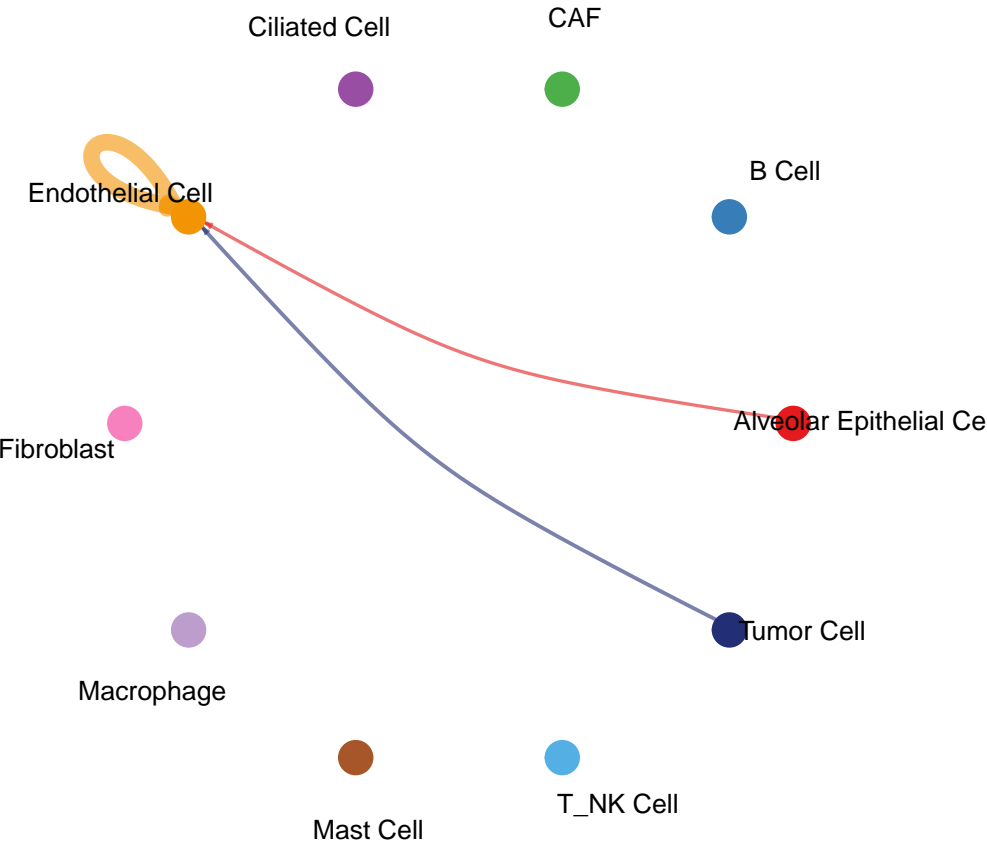 CAF
Ciliated Cell
B Cell
Endothelial Cell
Alveolar Epithelial Ce
Fibroblast
Tumor Cell
Macrophage
T_NK Cell
Mast Cell